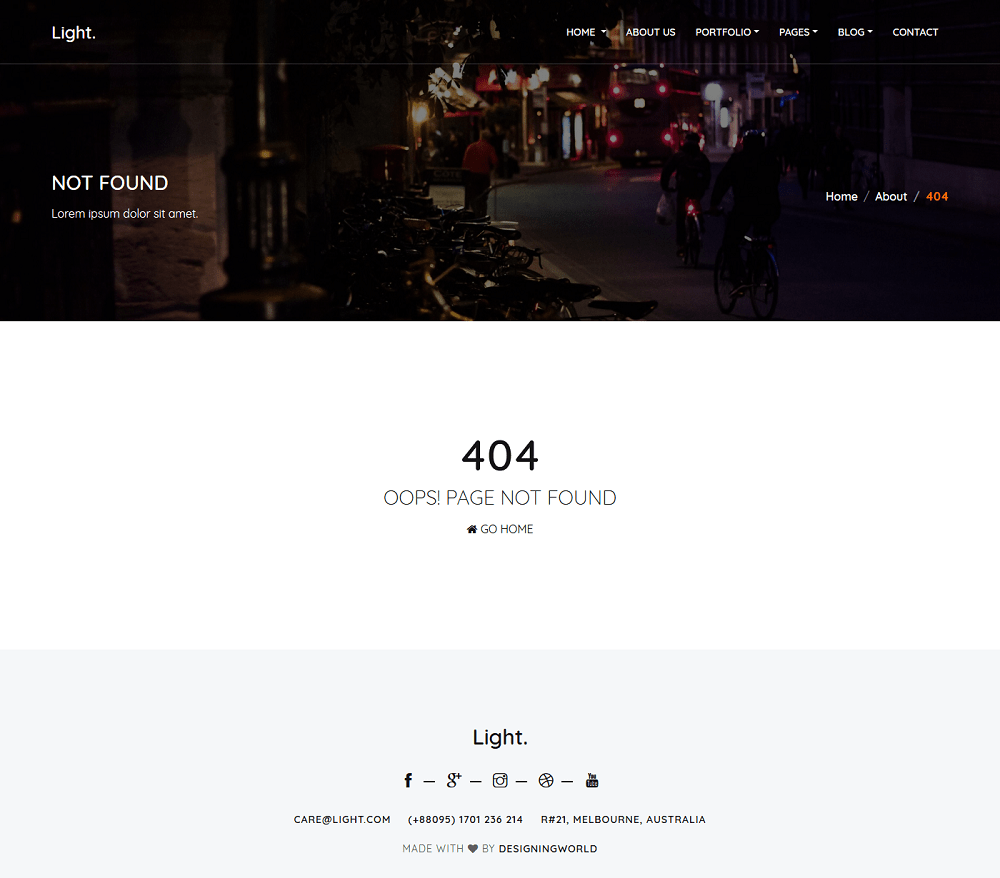 Light.
HOME ABOUT US PORTFOLIO PAGES BLOG CONTACT
NOT FOUND
Lorem ipsum dolor sit amet.
Home / About / 404
404
OOPS! PAGE NOT FOUND
GO HOME
Light.
CARE@LIGHT.COM (+88095) 1701 236 214 R#21, MELBOURNE, AUSTRALIA
MADE WITH ❤ BY DESIGNINGWORLD